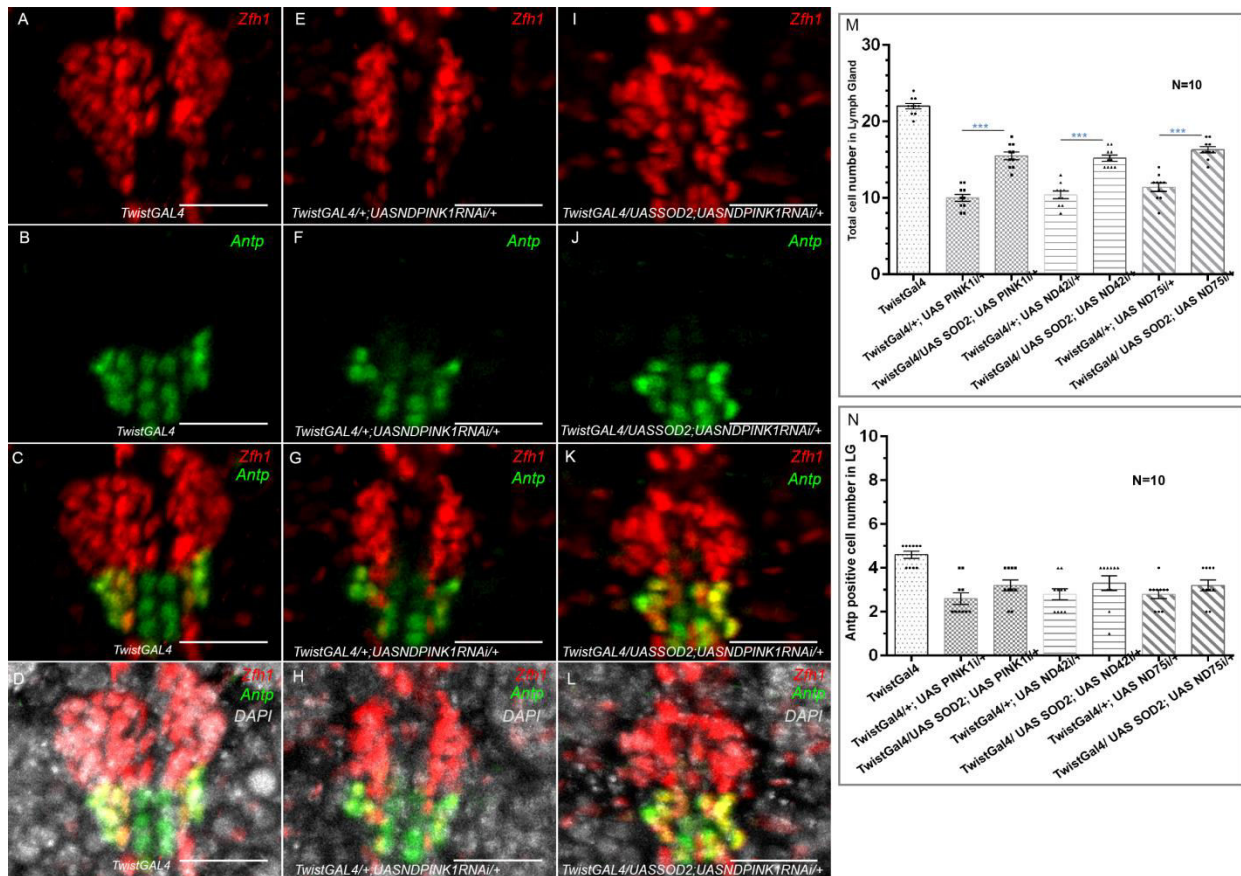 A
Zfh1
TwistGAL4
E
Zfh1
TwistGAL4/+;UASNDPINK1RNAi/+
I
Zfh1
TwistGAL4/UASSOD2;UASNDPINK1RNAi/+
B
Antp
TwistGAL4
F
Antp
TwistGAL4/+;UASNDPINK1RNAi/+
J
Antp
TwistGAL4/UASSOD2;UASNDPINK1RNAi/+
C
Zfh1
Antp
TwistGAL4
G
Zfh1
Antp
TwistGAL4/+;UASNDPINK1RNAi/+
K
Zfh1
Antp
TwistGAL4/UASSOD2;UASNDPINK1RNAi/+
D
Zfh1
Antp
DAPI
TwistGAL4
H
Zfh1
Antp
DAPI
TwistGAL4/+;UASNDPINK1RNAi/+
L
Zfh1
Antp
DAPI
TwistGAL4/UASSOD2;UASNDPINK1RNAi/+
M
Total cell number in Lymph Gland
30
20
10
0
N=10
***
***
***
TwistGal4
TwistGal4/+; UAS PINK1i/+
TwistGal4/UAS SOD2; UAS PINK1i/+
TwistGal4/+; UAS ND42i/+
TwistGal4/ UAS SOD2; UAS ND42i/+
TwistGal4/+; UAS ND75i/+
TwistGal4/ UAS SOD2; UAS ND75i/+
N
Antp positive cell number in LG
10
8
6
4
2
0
N=10
TwistGal4
TwistGal4/+; UAS PINK1i/+
TwistGal4/UAS SOD2; UAS PINK1i/+
TwistGal4/+; UAS ND42i/+
TwistGal4/ UAS SOD2; UAS ND42i/+
TwistGal4/+; UAS ND75i/+
TwistGal4/ UAS SOD2; UAS ND75i/+